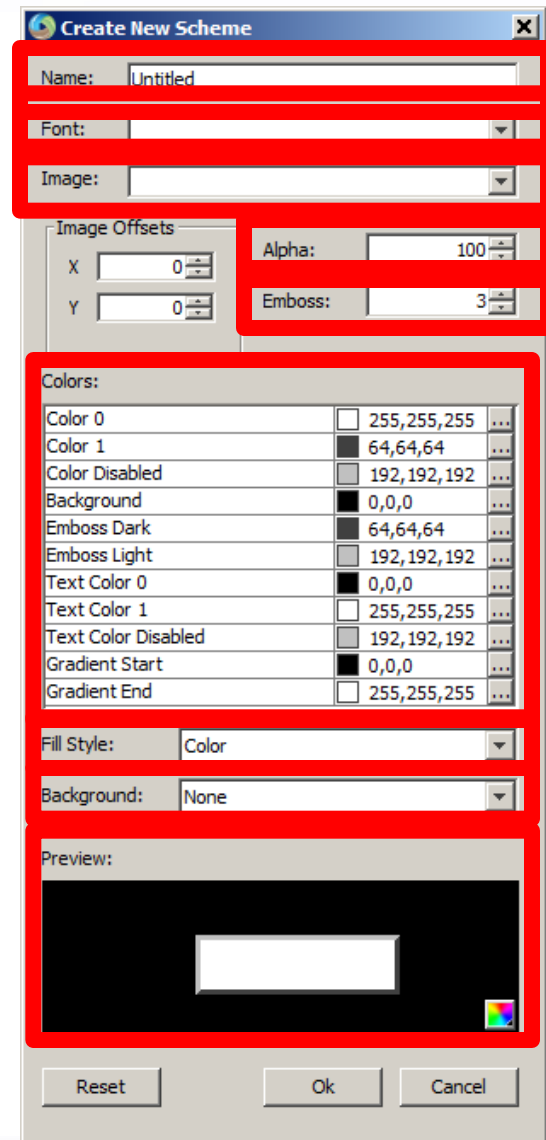 Create New Scheme
Name: Untitled
Font:
Image:
Image Offsets
X 0
Alpha: 100
Y 0
Emboss: 3
Colors:
Color 0 255,255,255 ...
Color 1 64,64,64 ...
Color Disabled 192,192,192 ...
Background 0,0,0 ...
Emboss Dark 64,64,64 ...
Emboss Light 192,192,192 ...
Text Color 0 0,0,0 ...
Text Color 1 255,255,255 ...
Text Color Disabled 192,192,192 ...
Gradient Start 0,0,0 ...
Gradient End 255,255,255 ...
Fill Style: Color
Background: None
Preview:
Reset Ok Cancel